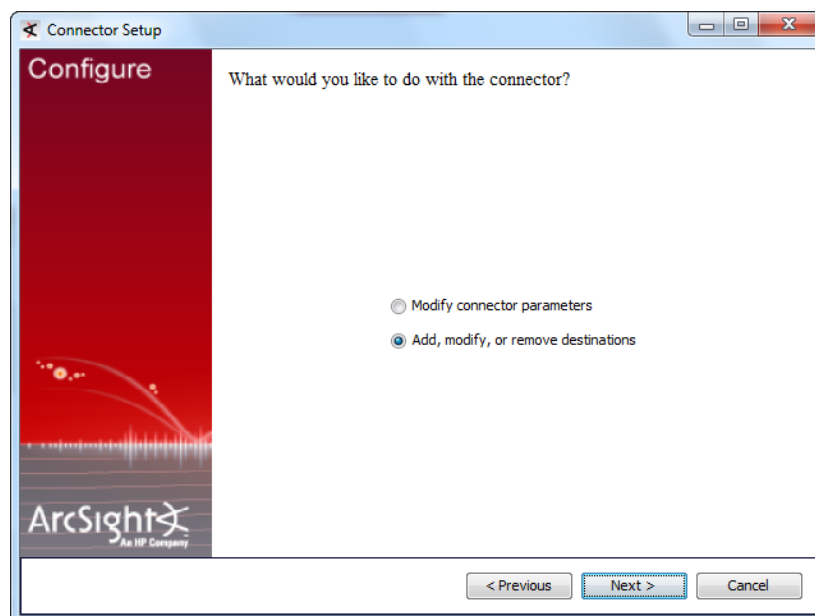 Connector Setup
Configure
What would you like to do with the connector?
Modify connector parameters
Add, modify, or remove destinations
ArcSight
An HP Company
< Previous
Next >
Cancel